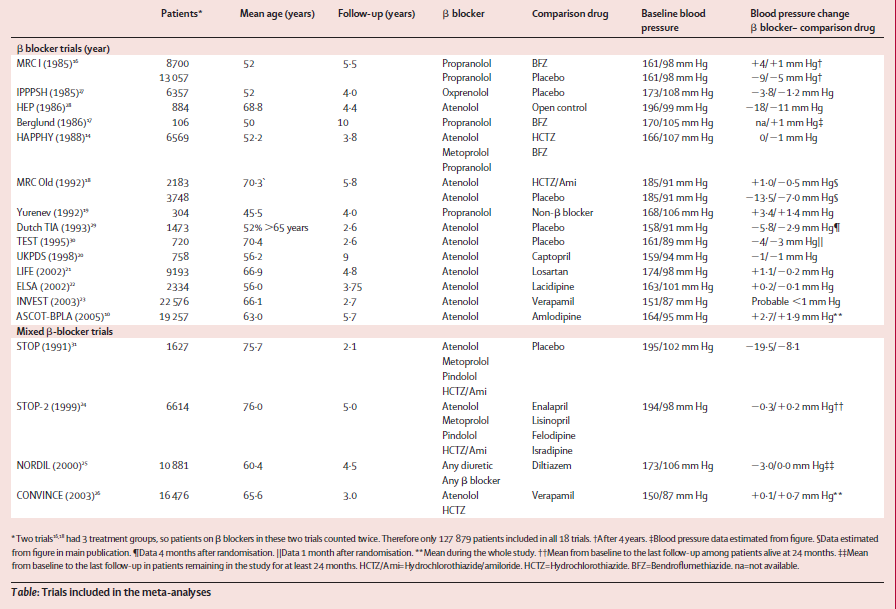 Patients* Mean age (years) Follow-up (years) β blocker Comparison drug Baseline blood pressure Blood pressure change β blocker– comparison drug
β blocker trials (year)
MRC I (1985)¹⁶ 8700 52 5·5 Propranolol BFZ 161/98 mm Hg +4/+1 mm Hg†
13 057 Propranolol Placebo 161/98 mm Hg −9/−5 mm Hg†
IPPPSH (1985)²⁷ 6357 52 4·0 Oxprenolol Placebo 173/108 mm Hg −3·8/−1·2 mm Hg
HEP (1986)²⁸ 884 68·8 4·4 Atenolol Open control 196/99 mm Hg −18/−11 mm Hg
Berglund (1986)¹⁷ 106 50 10 Propranolol BFZ 170/105 mm Hg na/+1 mm Hg‡
HAPPHY (1988)¹⁴ 6569 52·2 3·8 Atenolol HCTZ 166/107 mm Hg 0/−1 mm Hg
Metoprolol BFZ
Propranolol
MRC Old (1992)¹⁸ 2183 70·3` 5·8 Atenolol HCTZ/Ami 185/91 mm Hg +1·0/−0·5 mm Hg§
3748 Atenolol Placebo 185/91 mm Hg −13·5/−7·0 mm Hg§
Yurenev (1992)¹⁹ 304 45·5 4·0 Propranolol Non-β blocker 168/106 mm Hg +3·4/+1·4 mm Hg
Dutch TIA (1993)²⁹ 1473 52% >65 years 2·6 Atenolol Placebo 158/91 mm Hg −5·8/−2·9 mm Hg¶
TEST (1995)³⁰ 720 70·4 2·6 Atenolol Placebo 161/89 mm Hg −4/−3 mm Hg||
UKPDS (1998)²⁰ 758 56·2 9 Atenolol Captopril 159/94 mm Hg −1/−1 mm Hg
LIFE (2002)²¹ 9193 66·9 4·8 Atenolol Losartan 174/98 mm Hg +1·1/−0·2 mm Hg
ELSA (2002)²² 2334 56·0 3·75 Atenolol Lacidipine 163/101 mm Hg +0·2/−0·1 mm Hg
INVEST (2003)²³ 22 576 66·1 2·7 Atenolol Verapamil 151/87 mm Hg Probable <1 mm Hg
ASCOT-BPLA (2005)¹⁰ 19 257 63·0 5·7 Atenolol Amlodipine 164/95 mm Hg +2·7/+1·9 mm Hg**
Mixed β-blocker trials
STOP (1991)³¹ 1627 75·7 2·1 Atenolol Placebo 195/102 mm Hg −19·5/−8·1
Metoprolol
Pindolol
HCTZ/Ami
STOP-2 (1999)²⁴ 6614 76·0 5·0 Atenolol Enalapril 194/98 mm Hg −0·3/+0·2 mm Hg††
Metoprolol Lisinopril
Pindolol Felodipine
HCTZ/Ami Isradipine
NORDIL (2000)²⁵ 10 881 60·4 4·5 Any diuretic Diltiazem 173/106 mm Hg −3·0/0·0 mm Hg‡‡
Any β blocker
CONVINCE (2003)²⁶ 16 476 65·6 3.0 Atenolol Verapamil 150/87 mm Hg +0·1/+0·7 mm Hg**
HCTZ
*Two trials¹⁶,¹⁸ had 3 treatment groups, so patients on β blockers in these two trials counted twice. Therefore only 127 879 patients included in all 18 trials. †After 4 years. ‡Blood pressure data estimated from figure. §Data estimated
from figure in main publication. ¶Data 4 months after randomisation. ||Data 1 month after randomisation. **Mean during the whole study. ††Mean from baseline to the last follow-up among patients alive at 24 months. ‡‡Mean
from baseline to the last follow-up in patients remaining in the study for at least 24 months. HCTZ/Ami=Hydrochlorothiazide/amiloride. HCTZ=Hydrochlorothiazide. BFZ=Bendroflumethiazide. na=not available.
Table: Trials included in the meta-analyses